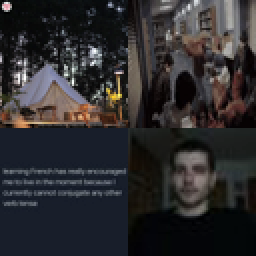 learning French has really encouraged
me to live in the moment because I
currently cannot conjugate any other
verb tense